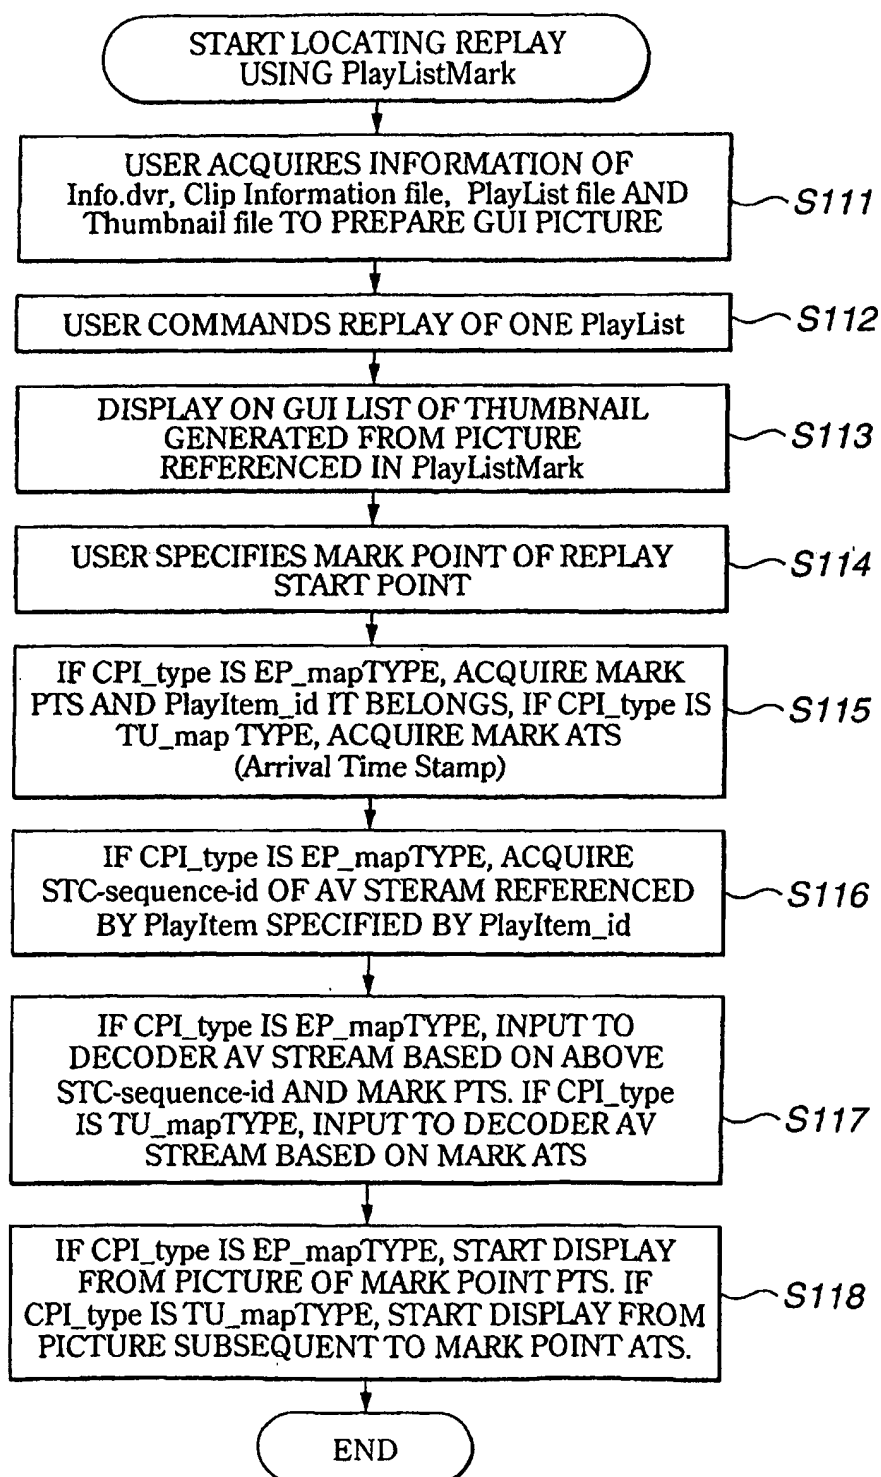 START LOCATING REPLAY
USING PlayListMark
USER ACQUIRES INFORMATION OF
Info.dvr, Clip Information file, PlayList file AND
Thumbnail file TO PREPARE GUI PICTURE
S111
USER COMMANDS REPLAY OF ONE PlayList
S112
DISPLAY ON GUI LIST OF THUMBNAIL
GENERATED FROM PICTURE
REFERENCED IN PlayListMark
S113
USER SPECIFIES MARK POINT OF REPLAY
START POINT
S114
IF CPI_type IS EP_mapTYPE, ACQUIRE MARK
PTS AND PlayItem_id IT BELONGS, IF CPI_type IS
TU_map TYPE, ACQUIRE MARK ATS
(Arrival Time Stamp)
S115
IF CPI_type IS EP_mapTYPE, ACQUIRE
STC-sequence-id OF AV STERAM REFERENCED
BY PlayItem SPECIFIED BY PlayItem_id
S116
IF CPI_type IS EP_mapTYPE, INPUT TO
DECODER AV STREAM BASED ON ABOVE
STC-sequence-id AND MARK PTS. IF CPI_type
IS TU_mapTYPE, INPUT TO DECODER AV
STREAM BASED ON MARK ATS
S117
IF CPI_type IS EP_mapTYPE, START DISPLAY
FROM PICTURE OF MARK POINT PTS. IF
CPI_type IS TU_mapTYPE, START DISPLAY FROM
PICTURE SUBSEQUENT TO MARK POINT ATS.
S118
END